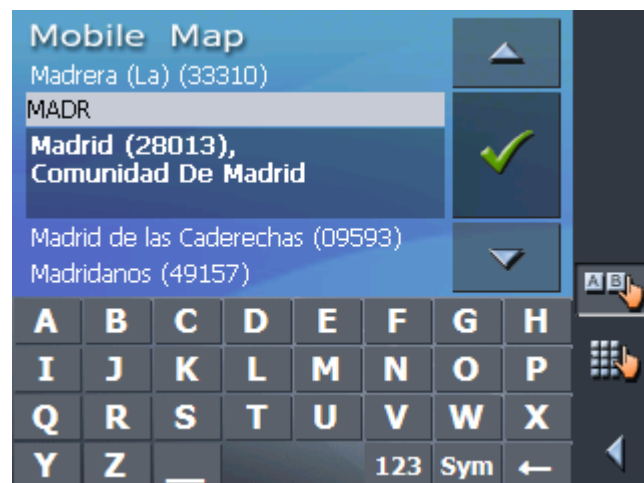 Mobile Map
Madrera (La) (33310)
MADR
Madrid (28013),
Comunidad De Madrid
Madrid de las Caderechas (09593)
Madridanos (49157)
A B
A B C D E F G H
I J K L M N O P
Q R S T U V W X
Y Z _ 123 Sym ←